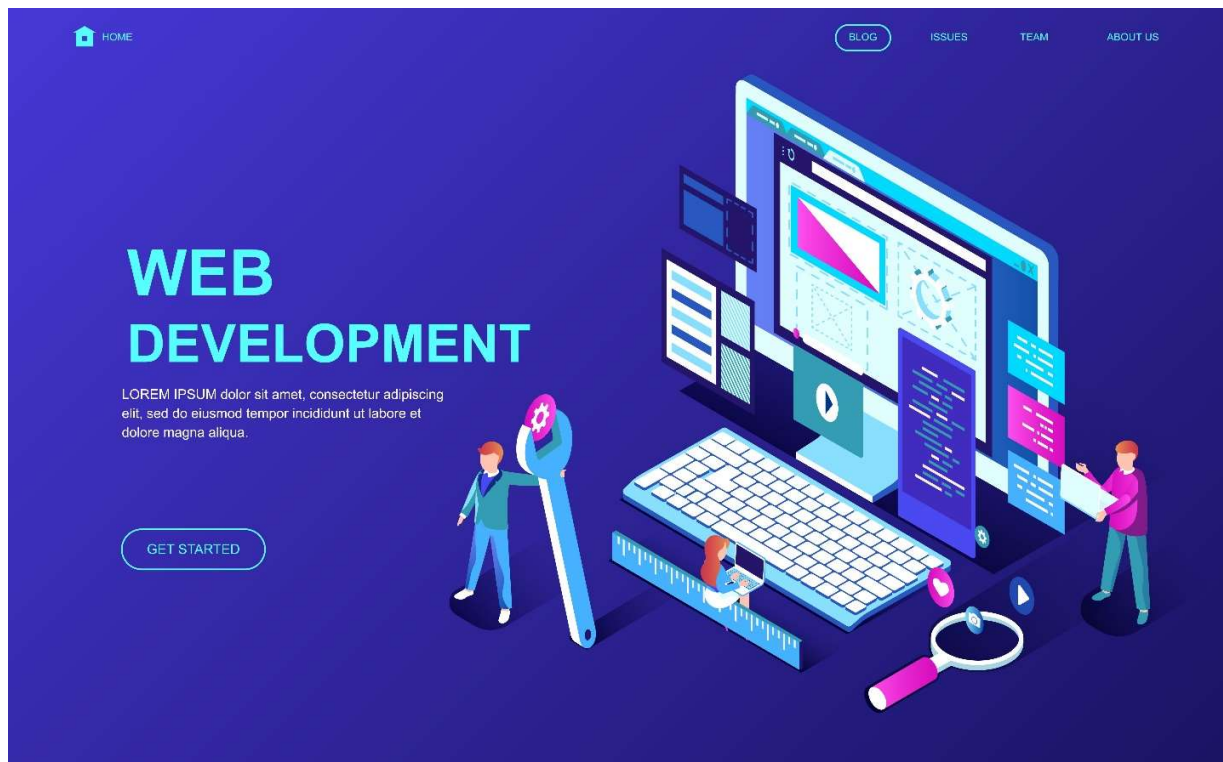 HOME
BLOG
ISSUES
TEAM
ABOUT US
WEB
DEVELOPMENT
LOREM IPSUM dolor sit amet, consectetur adipiscing
elit, sed do eiusmod tempor incididunt ut labore et
dolore magna aliqua.
GET STARTED